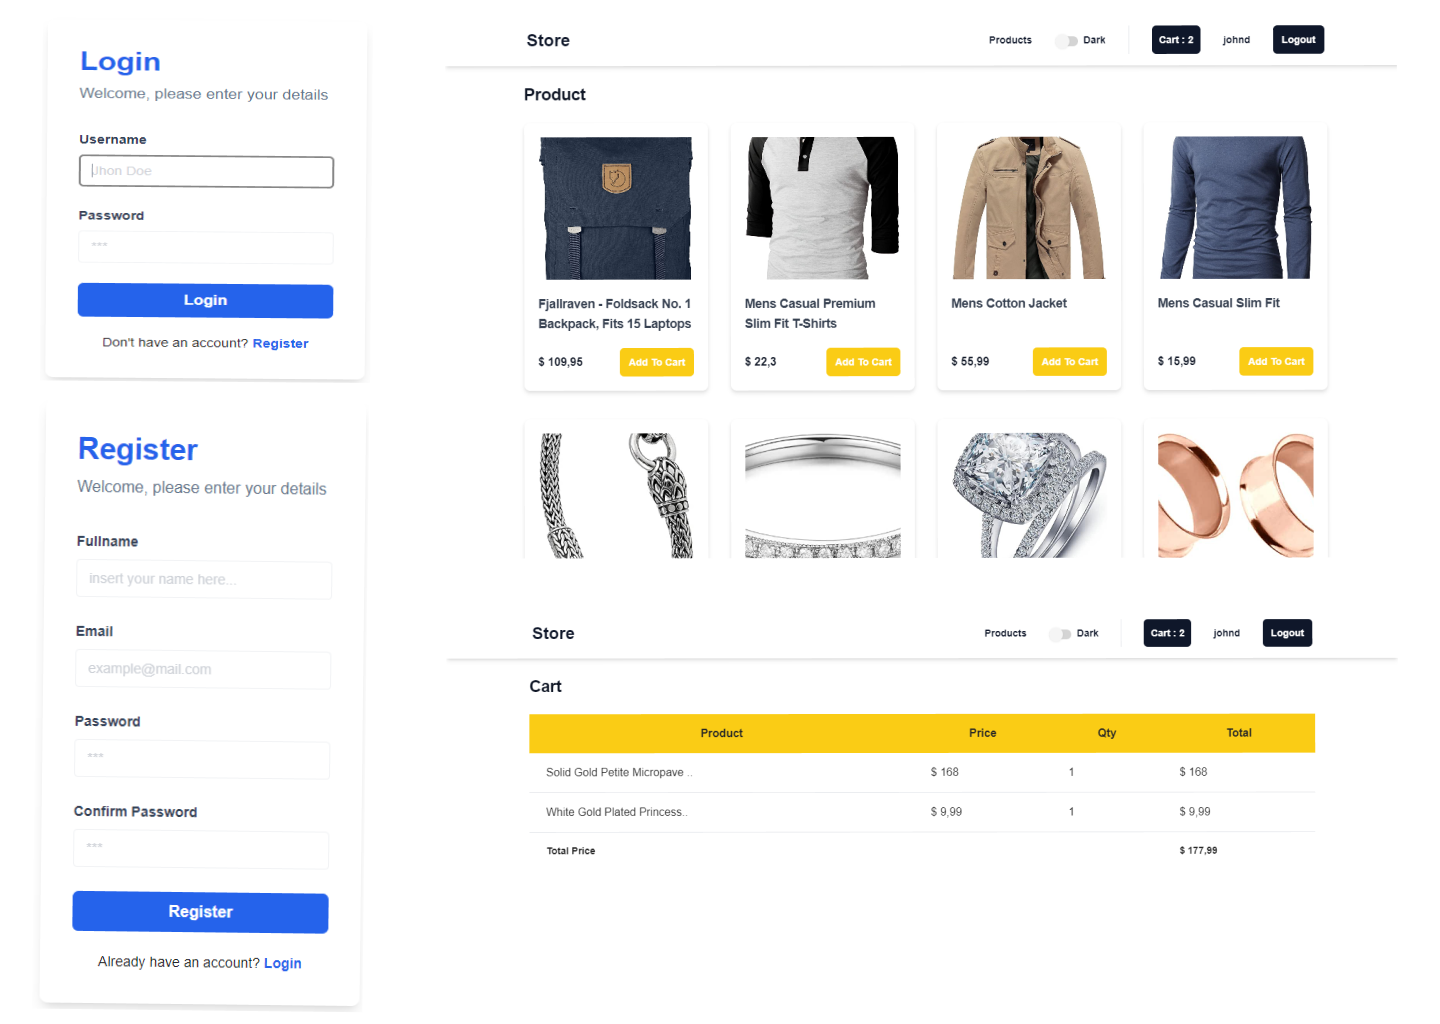 Login
Welcome, please enter your details
Username
Jhon Doe
Password
***
Login
Don't have an account? Register
Register
Welcome, please enter your details
Fullname
insert your name here...
Email
example@mail.com
Password
***
Confirm Password
***
Register
Already have an account? Login
Store Products Dark Cart : 2 johnd Logout
Product
Fjallraven - Foldsack No. 1
Backpack, Fits 15 Laptops
$ 109,95 Add To Cart
Mens Casual Premium
Slim Fit T-Shirts
$ 22,3 Add To Cart
Mens Cotton Jacket
$ 55,99 Add To Cart
Mens Casual Slim Fit
$ 15,99 Add To Cart
Store Products Dark Cart : 2 johnd Logout
Cart
Product Price Qty Total
Solid Gold Petite Micropave .. $ 168 1 $ 168
White Gold Plated Princess.. $ 9,99 1 $ 9,99
Total Price $ 177,99